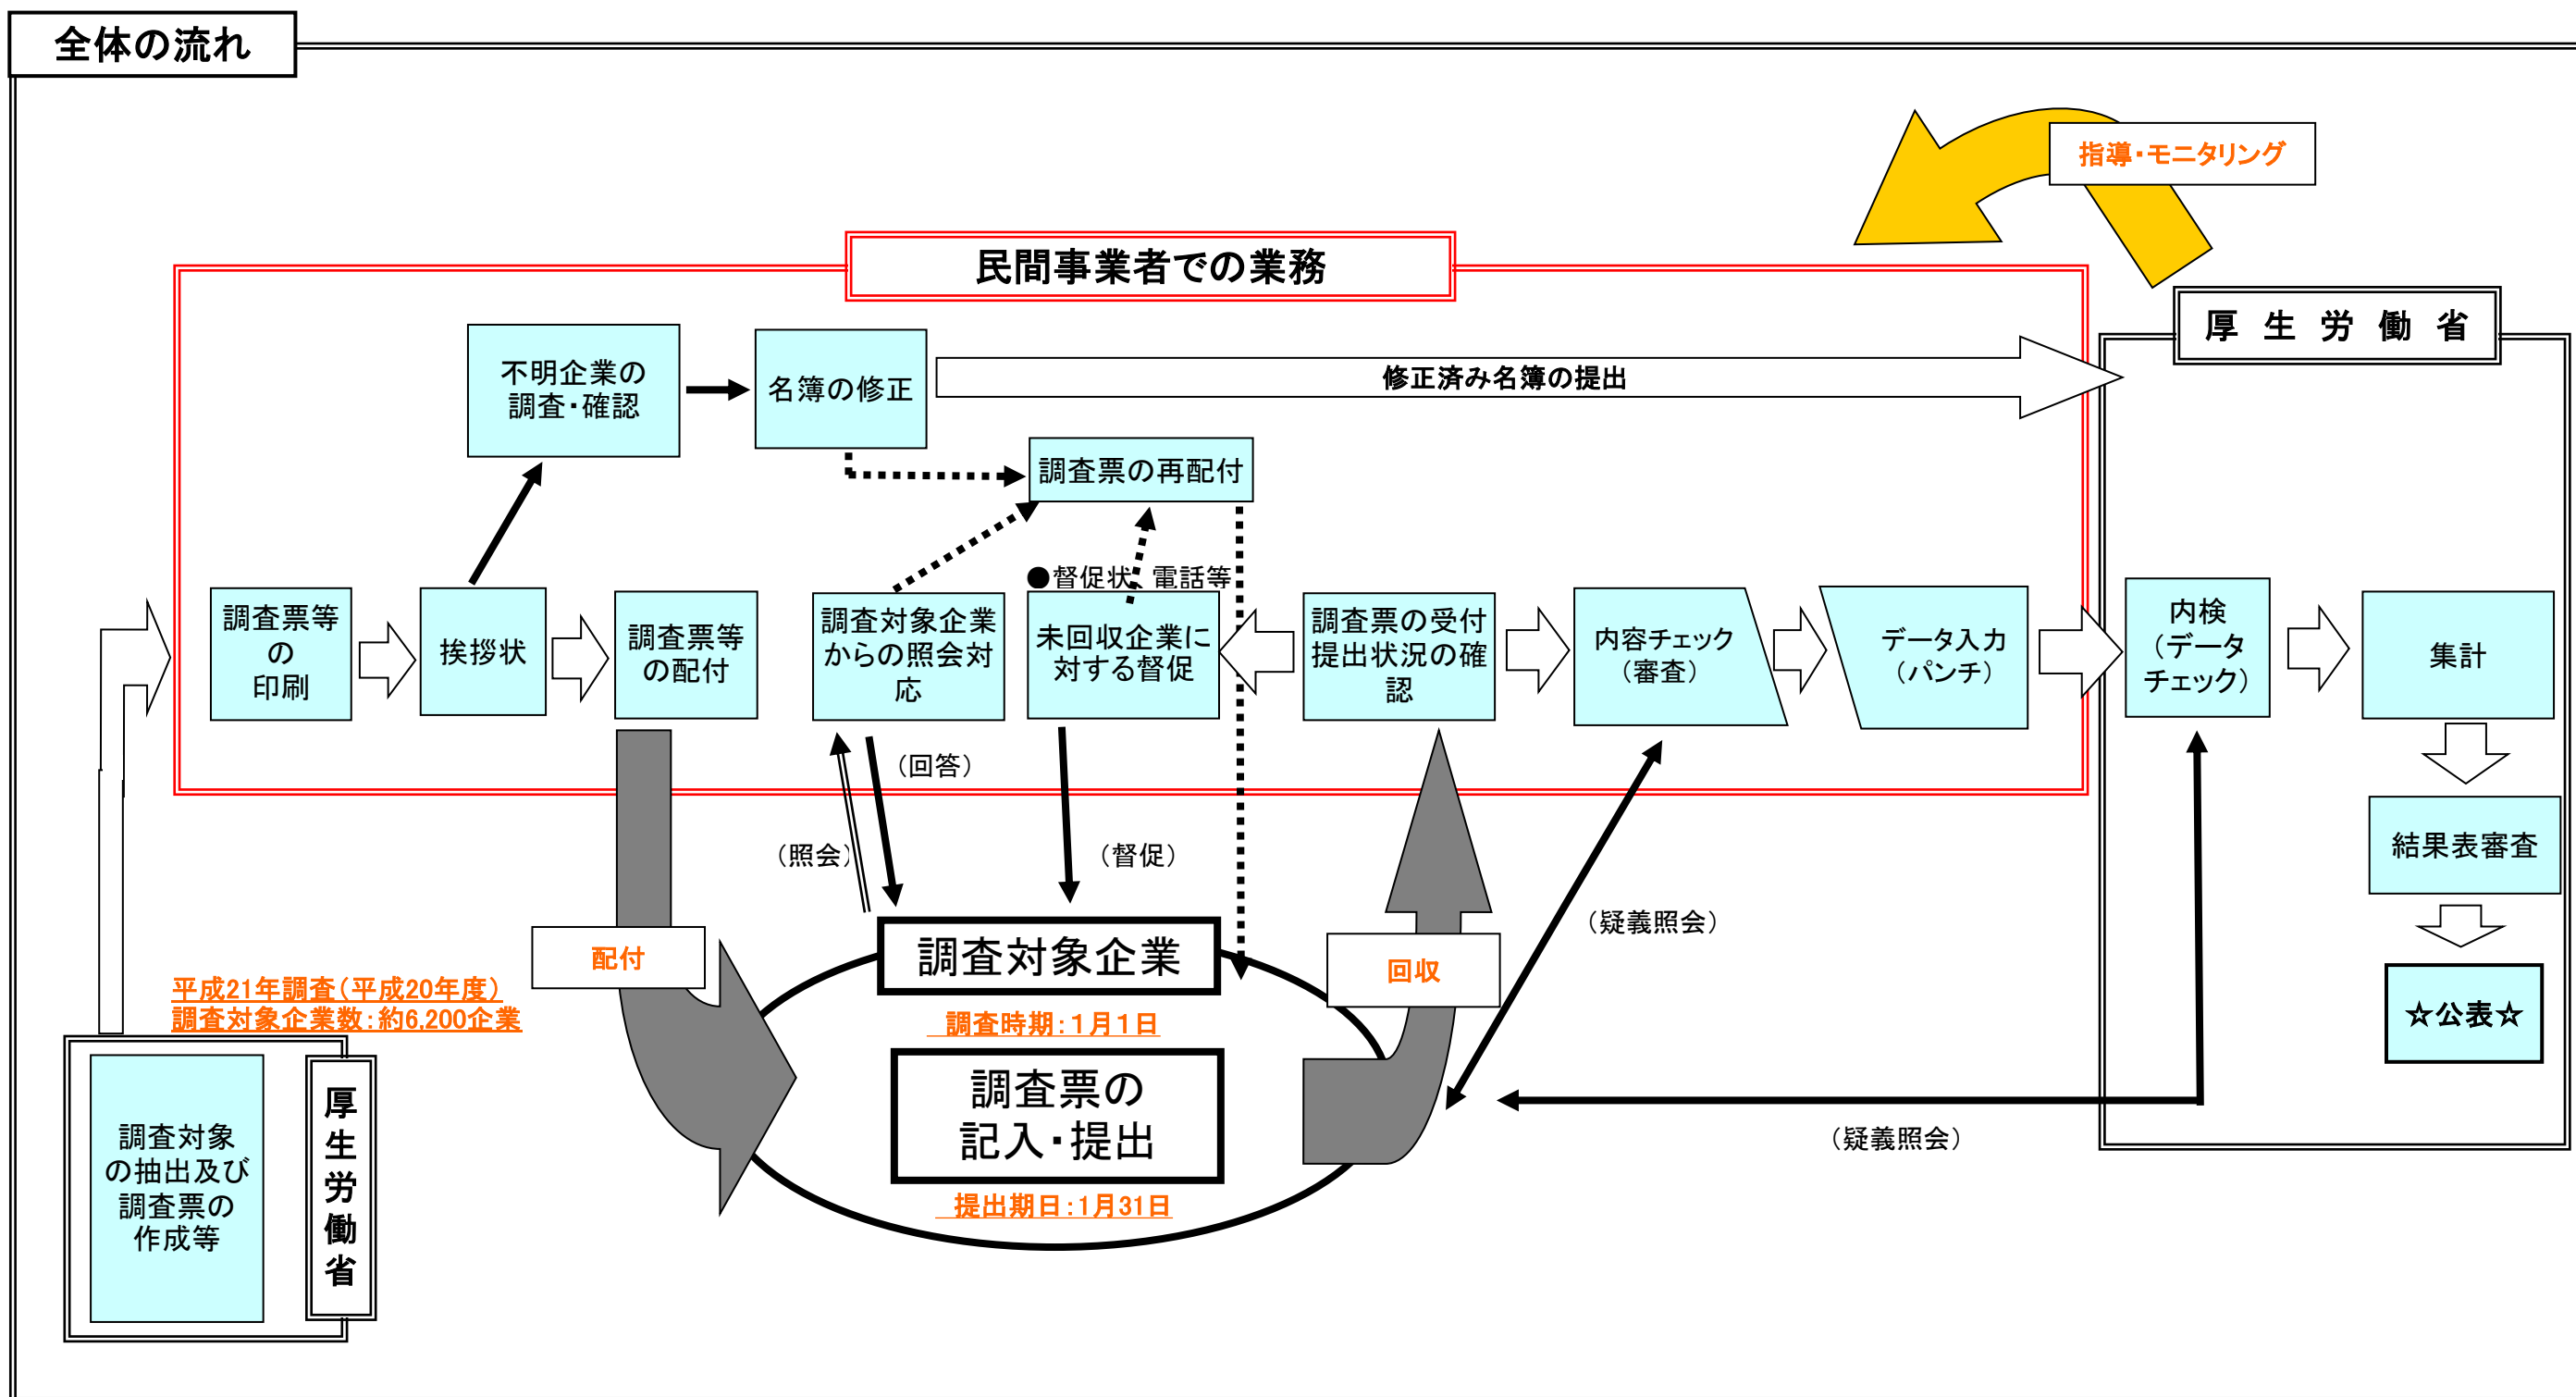 全体の流れ
指導・モニタリング
民間事業者での業務
厚生労働省
不明企業の
調査・確認
名簿の修正
修正済み名簿の提出
調査票の再配付
●督促状、電話等
調査票等
の
印刷
挨拶状
調査票等
の配付
調査対象企業
からの照会対
応
未回収企業に
対する督促
調査票の受付
提出状況の確
認
内容チェック
（審査）
データ入力
（パンチ）
内検
（データ
チェック）
集計
（回答）
（照会）
（督促）
結果表審査
（疑義照会）
配付
調査対象企業
回収
平成21年調査（平成20年度）
調査対象企業数：約6,200企業
調査時期：1月1日
☆公表☆
調査票の
記入・提出
（疑義照会）
提出期日：1月31日
調査対象
の抽出及び
調査票の
作成等
厚生労働省